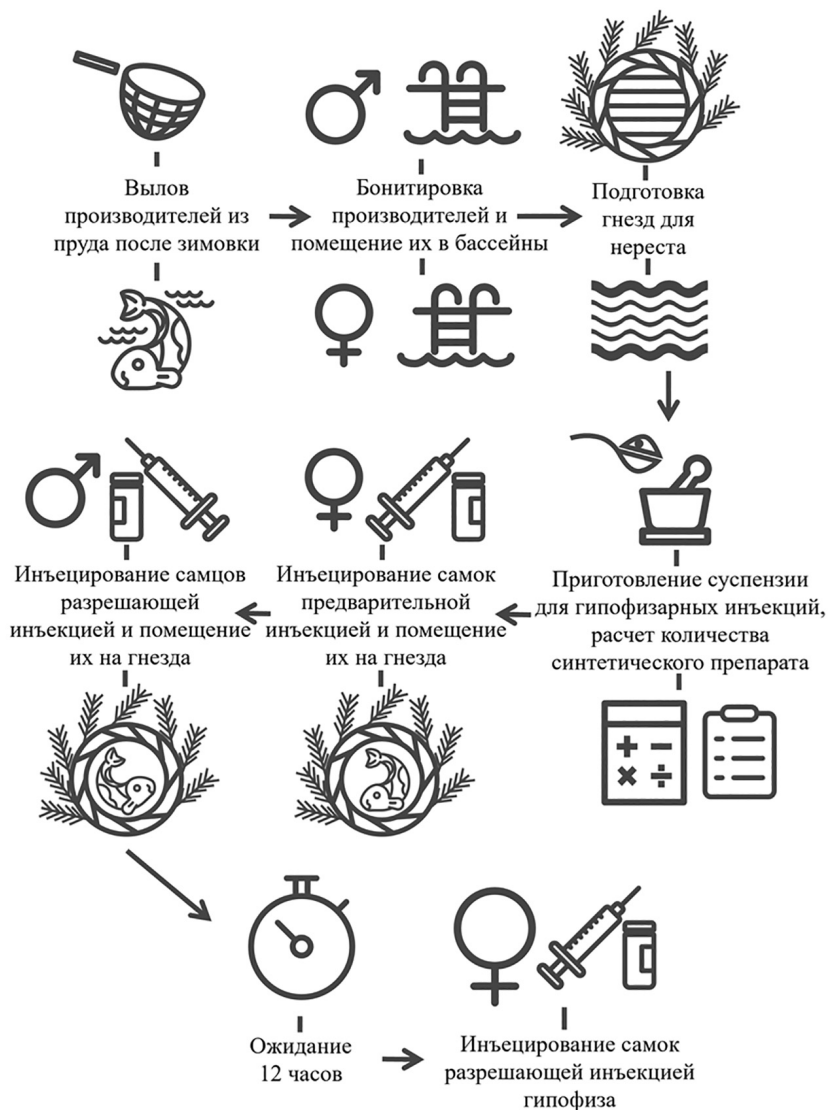 Вылов
производителей из
пруда после зимовки
Бонитировка
производителей и
помещение их в бассейны
Подготовка
гнезд для
нереста
Приготовление суспензии
для гипофизарных инъекций,
расчет количества
синтетического препарата
Инъецирование самок
предварительной
инъекцией и помещение
их на гнезда
Инъецирование самцов
разрешающей
инъекцией и помещение
их на гнезда
Ожидание
12 часов
Инъецирование самок
разрешающей инъекцией
гипофиза